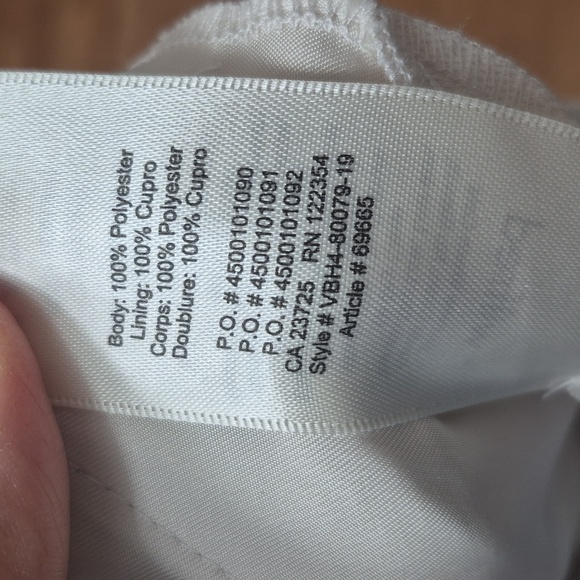 Body: 100% Polyester
Lining: 100% Cupro
Corps: 100% Polyester
Doublure: 100% Cupro
P.O. # 4500101090
P.O. # 4500101091
P.O. # 4500101092
CA 23725 RN 122354
Style # VBH4-80079-19
Article # 69665